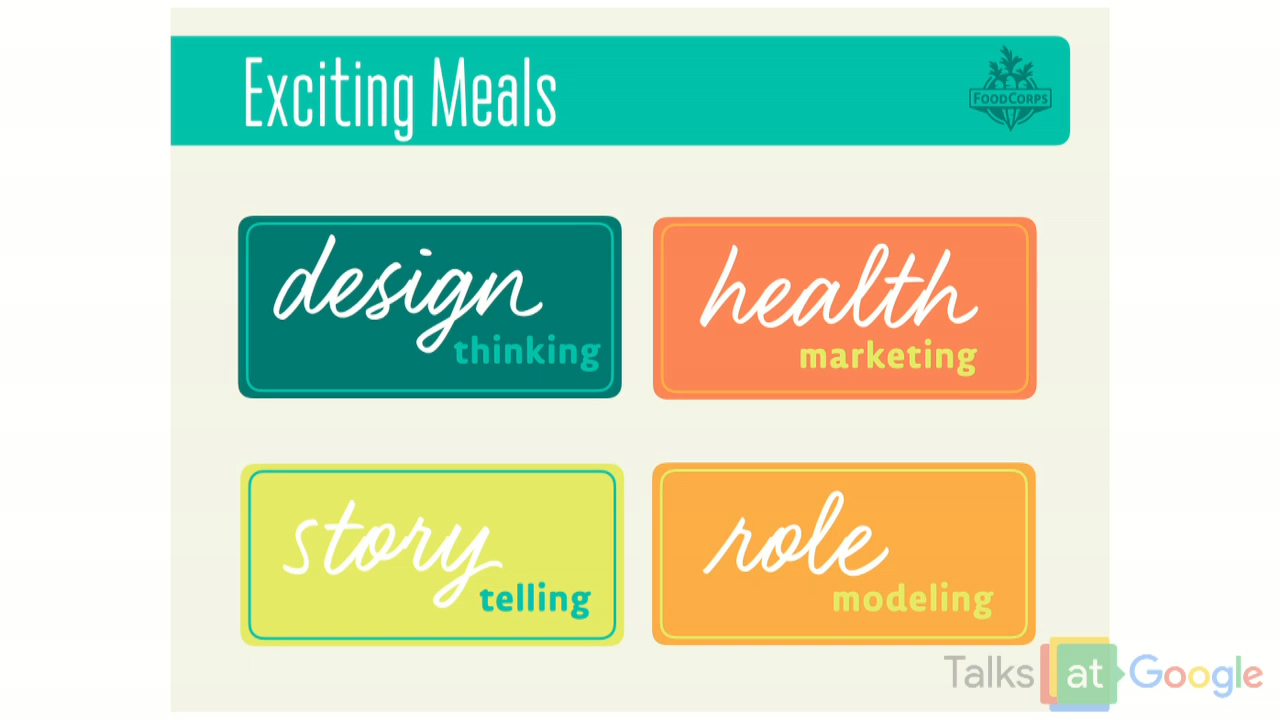 Exciting Meals
FOODCORPS
design
thinking
health
marketing
story
telling
role
modeling
Talks at Google